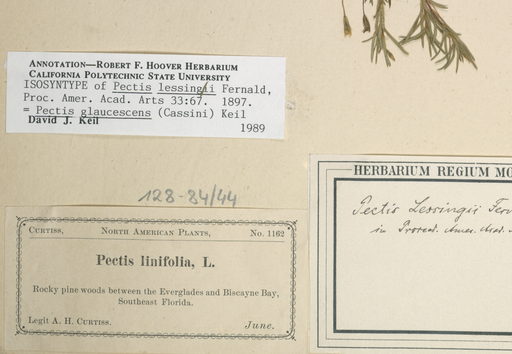 ANNOTATION—ROBERT F. HOOVER HERBARIUM
CALIFORNIA POLYTECHNIC STATE UNIVERSITY
ISOSYNTYPE of Pectis lessingii Fernald,
Proc. Amer. Acad. Arts 33:67. 1897.
= Pectis glaucescens (Cassini) Keil
David J. Keil
1989
128-84/44
HERBARIUM REGIUM MO
Pectis Lessingii Fern
in Proceed. Amer. Acad.
CURTISS, NORTH AMERICAN PLANTS, No. 1162
Pectis linifolia, L.
Rocky pine woods between the Everglades and Biscayne Bay,
Southeast Florida.
Legit A. H. CURTISS. June.